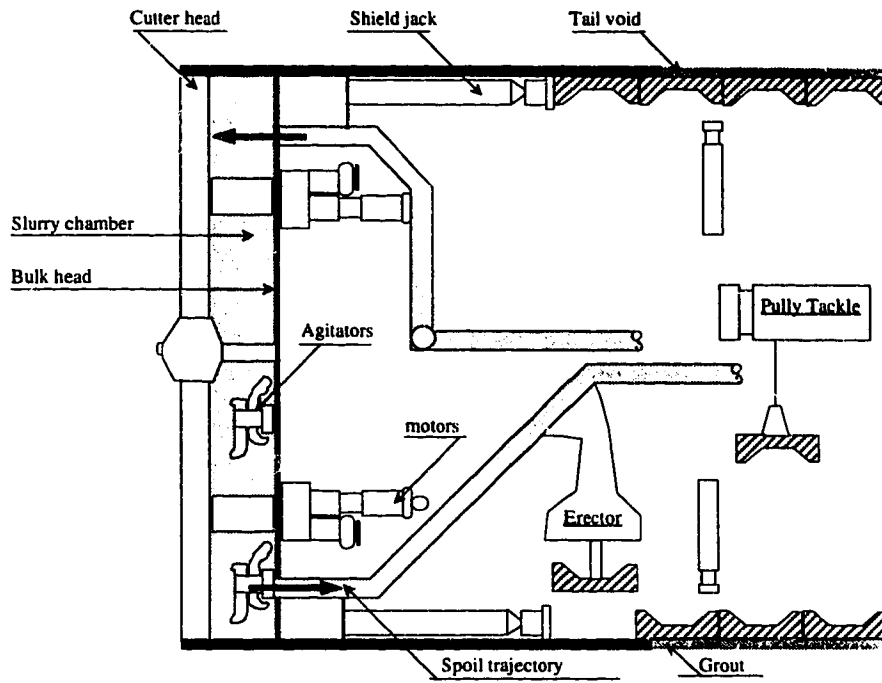 Cutter head
Shield jack
Tail void
Slurry chamber
Bulk head
Pully Tackle
Agitators
motors
Erector
Spoil trajectory
Grout